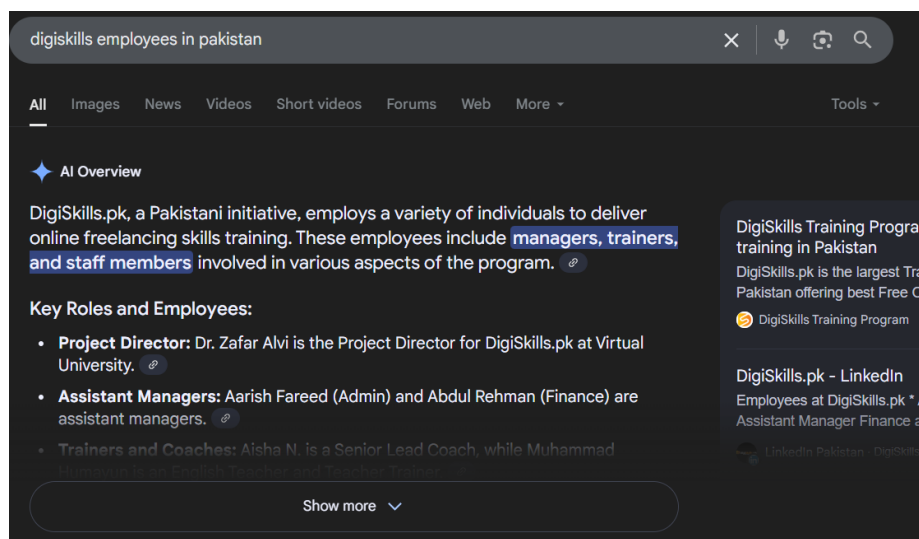 digiskills employees in pakistan
All Images News Videos Short videos Forums Web More Tools
AI Overview
DigiSkills.pk, a Pakistani initiative, employs a variety of individuals to deliver
online freelancing skills training. These employees include managers, trainers,
and staff members involved in various aspects of the program.
Key Roles and Employees:
• Project Director: Dr. Zafar Alvi is the Project Director for DigiSkills.pk at Virtual
University.
• Assistant Managers: Aarish Fareed (Admin) and Abdul Rehman (Finance) are
assistant managers.
• Trainers and Coaches: Aisha N. is a Senior Lead Coach, while Muhammad
Humayun is an English Teacher and Teacher Trainer
Show more
DigiSkills Training Progra
training in Pakistan
DigiSkills.pk is the largest Tra
Pakistan offering best Free C
DigiSkills Training Program
DigiSkills.pk - LinkedIn
Employees at DigiSkills.pk *
Assistant Manager Finance a
LinkedIn Pakistan · DigiSkills